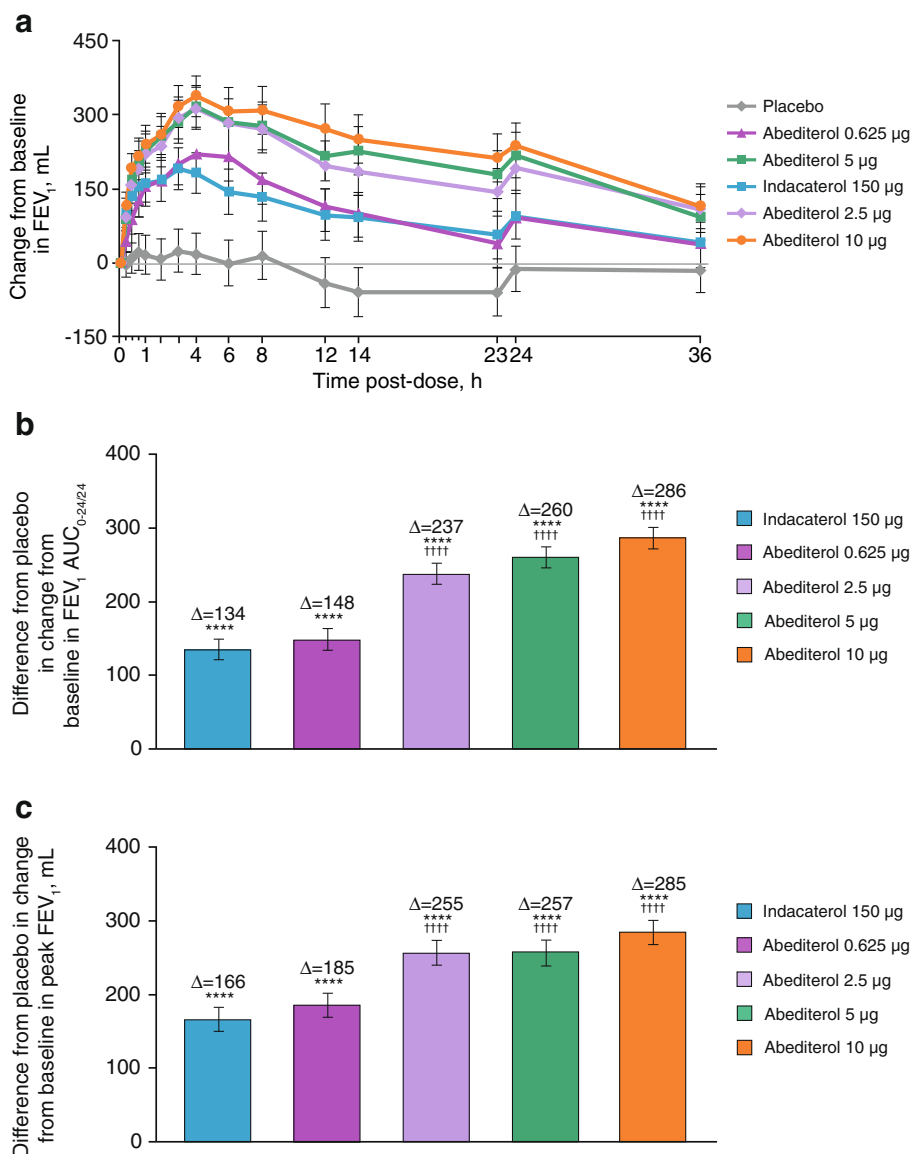 a
450
300
150
0
-150
Change from baseline
in FEV₁, mL
0 1 2 4 6 8 12 14 2324 36
Time post-dose, h
Placebo
Abediterol 0.625 µg
Abediterol 5 µg
Indacaterol 150 µg
Abediterol 2.5 µg
Abediterol 10 µg
b
400
300
200
100
0
Difference from placebo
in change from
baseline in FEV₁ AUC₀₋₂₄/₂₄
Δ=134
****
Δ=148
****
Δ=237
****
††††
Δ=260
****
††††
Δ=286
****
††††
Indacaterol 150 µg
Abediterol 0.625 µg
Abediterol 2.5 µg
Abediterol 5 µg
Abediterol 10 µg
c
400
300
200
100
0
Difference from placebo in change
from baseline in peak FEV₁, mL
Δ=166
****
Δ=185
****
Δ=255
****
††††
Δ=257
****
††††
Δ=285
****
††††
Indacaterol 150 µg
Abediterol 0.625 µg
Abediterol 2.5 µg
Abediterol 5 µg
Abediterol 10 µg